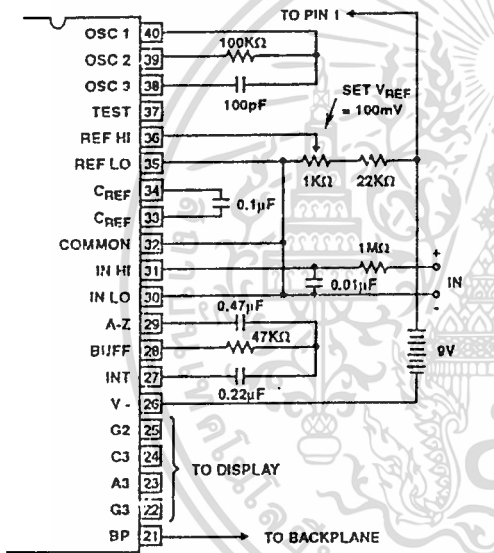 TO PIN 1
OSC 1 40
100KΩ
OSC 2 39
OSC 3 38
100pF
SET VREF
= 100mV
TEST 37
REF HI 36
REF LO 35
1KΩ 22KΩ
CREF 34
0.1µF
CREF 33
COMMON 32
1MΩ
IN HI 31
+
IN
0.01µF
IN LO 30
-
0.47µF
A-Z 29
47KΩ
BUFF 28
9V
INT 27
0.22µF
V - 26
G2 25
C3 24
TO DISPLAY
A3 23
G3 22
BP 21
TO BACKPLANE